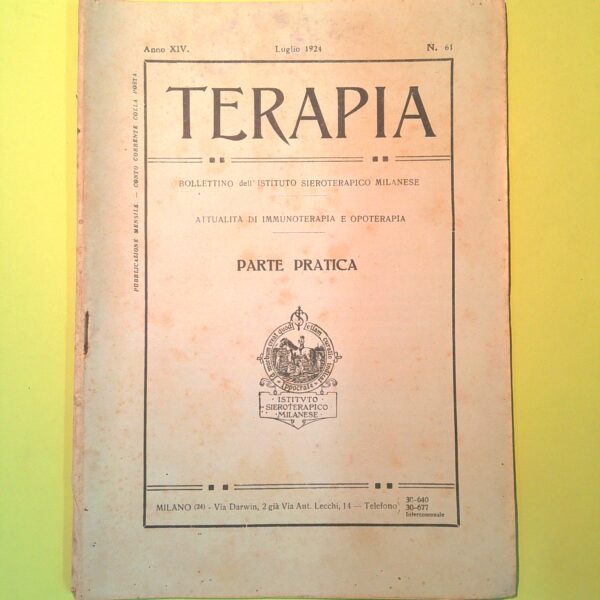 Anno XIV. Luglio 1924 N. 61
PUBBLICAZIONE MENSILE — CONTO CORRENTE COLLA POSTA
TERAPIA
BOLLETTINO dell'ISTITUTO SIEROTERAPICO MILANESE
ATTUALITÀ DI IMMUNOTERAPIA E OPOTERAPIA
PARTE PRATICA
Ippocrate
ISTITVTO
SIEROTERAPICO
MILANESE
MILANO (24) - Via Darwin, 2 già Via Ant. Lecchi, 14 — Telefono
30-640
30-677
Intercomunale